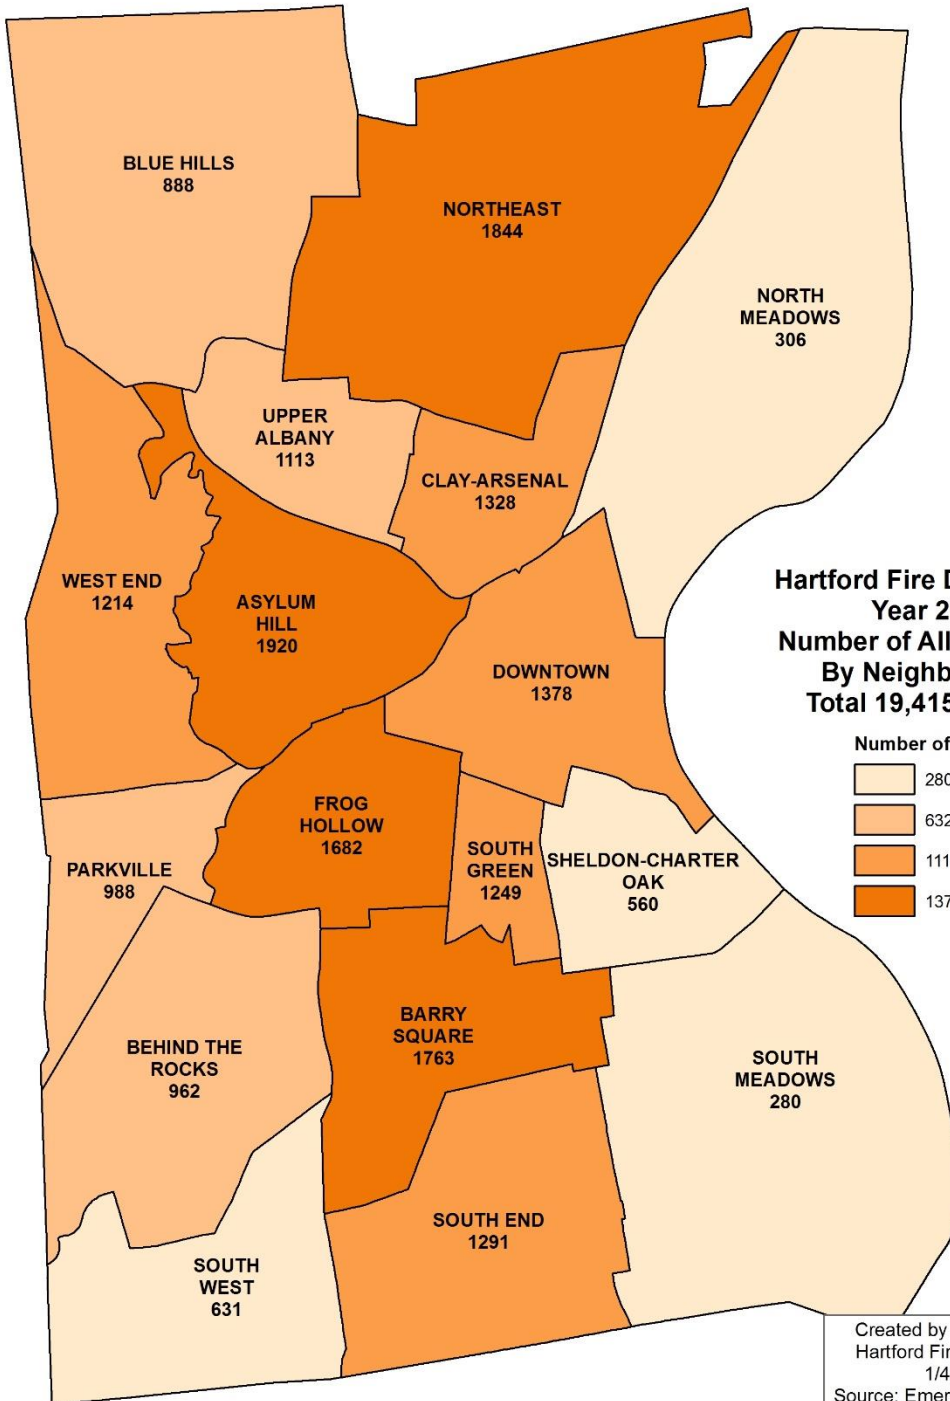 BLUE HILLS
888
NORTHEAST
1844
NORTH
MEADOWS
306
UPPER
ALBANY
1113
CLAY-ARSENAL
1328
WEST END
1214
ASYLUM
HILL
1920
DOWNTOWN
1378
Hartford Fire D
Year 2
Number of All
By Neighb
Total 19,415
Number of
280
632
111
137
FROG
HOLLOW
1682
SOUTH
GREEN
1249
SHELDON-CHARTER
OAK
560
PARKVILLE
988
BARRY
SQUARE
1763
BEHIND THE
ROCKS
962
SOUTH
MEADOWS
280
SOUTH END
1291
SOUTH
WEST
631
Created by
Hartford Fir
1/4
Source: Emer